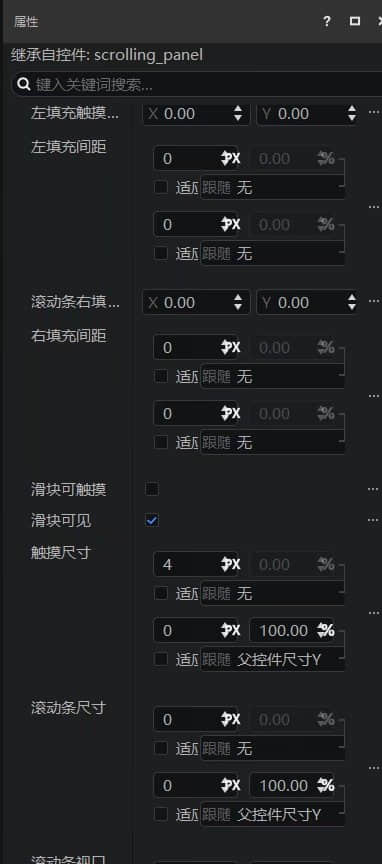 属性 ?
继承自控件: scrolling_panel
键入关键词搜索...
左填充触摸... X 0.00 Y 0.00 ...
左填充间距
0 PX 0.00 %
适应 跟随 无
...
0 PX 0.00 %
适应 跟随 无
滚动条右填... X 0.00 Y 0.00 ...
右填充间距
0 PX 0.00 %
适应 跟随 无
...
0 PX 0.00 %
适应 跟随 无
滑块可触摸 ...
滑块可见 ...
触摸尺寸
4 PX 0.00 %
适应 跟随 无
...
0 PX 100.00 %
适应 跟随 父控件尺寸Y
滚动条尺寸
0 PX 0.00 %
适应 跟随 无
...
0 PX 100.00 %
适应 跟随 父控件尺寸Y
滚动条视口